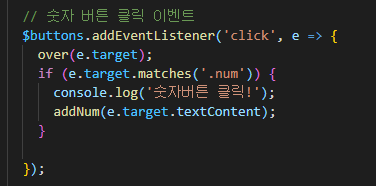 // 숫자 버튼 클릭 이벤트
$buttons.addEventListener('click', e => {
  over(e.target);
  if (e.target.matches('.num')) {
    console.log('숫자버튼 클릭!');
    addNum(e.target.textContent);
  }

});